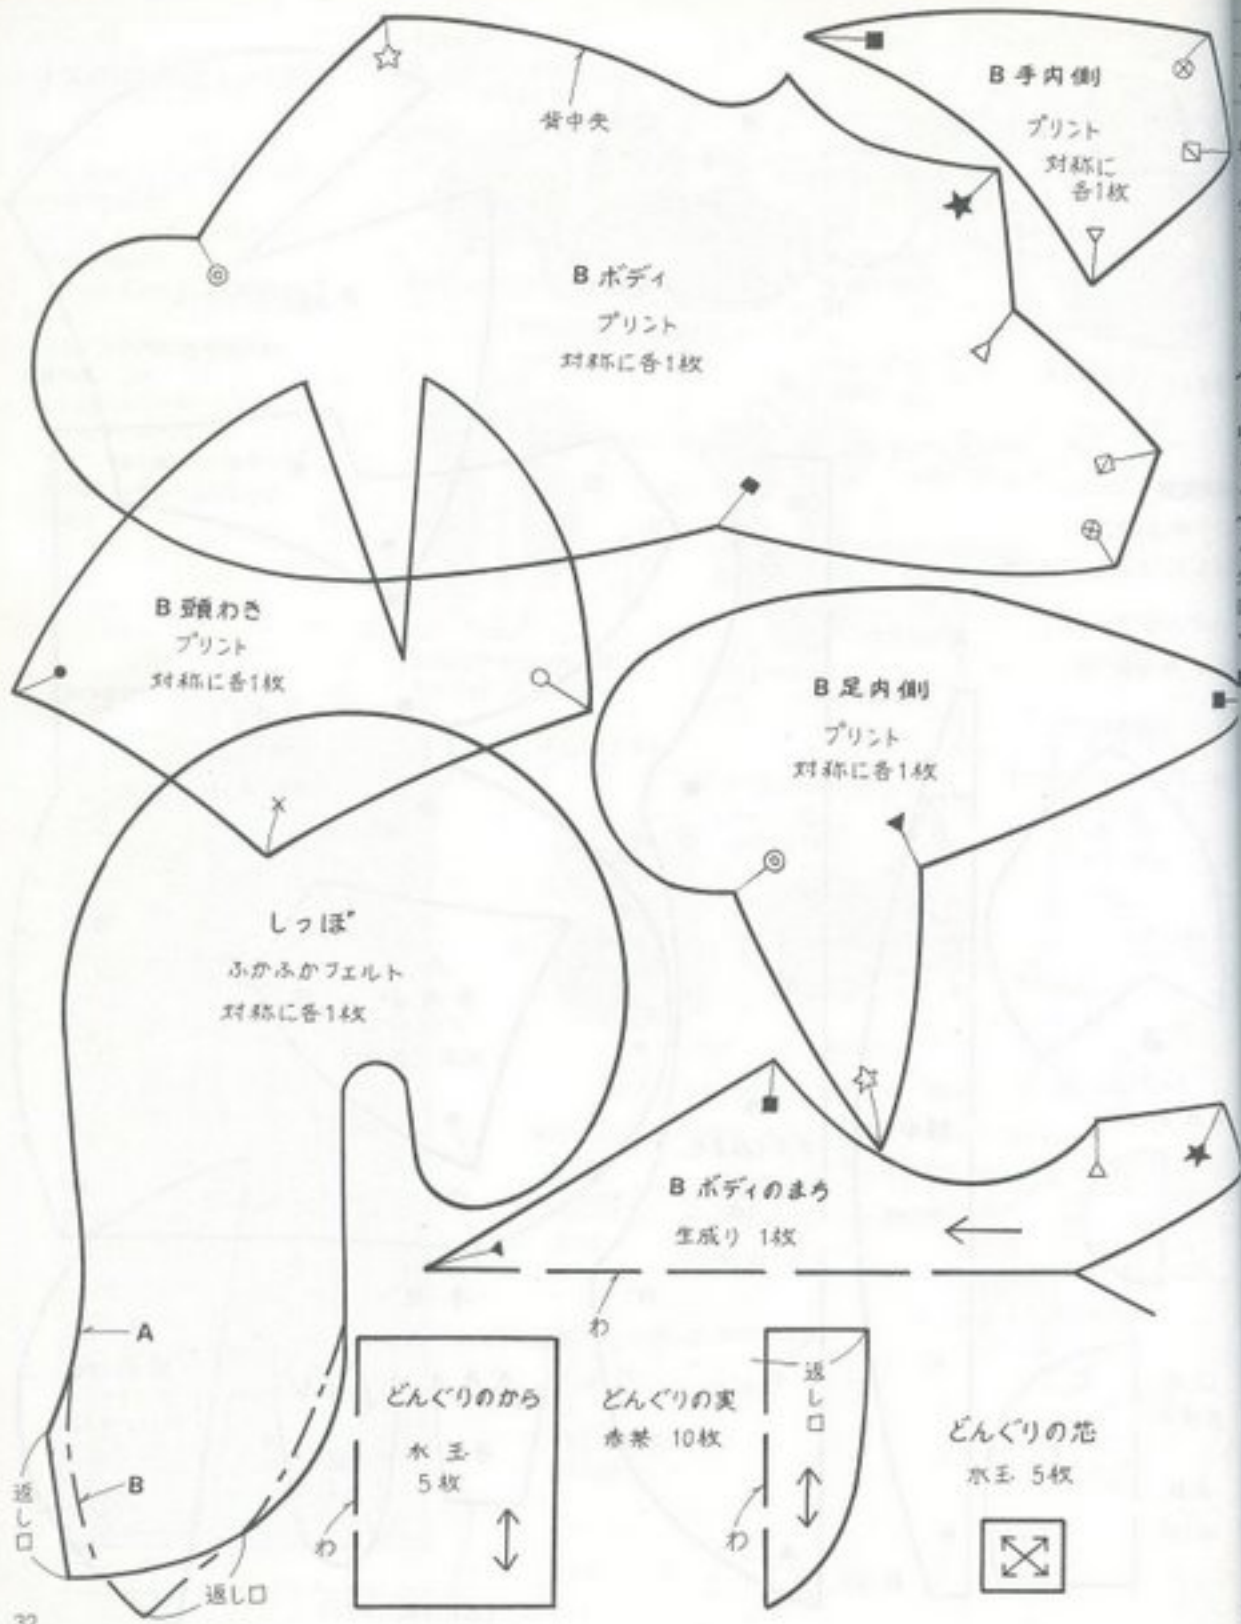 B 手内側
プリント
対称に
各1枚
背中央
B ボディ
プリント
対称に各1枚
B 頭わき
プリント
対称に各1枚
B 足内側
プリント
対称に各1枚
しっぽ
ふかふかフェルト
対称に各1枚
B ボディのまち
生成り 1枚
わ
A
B
返し口
返し口
どんぐりのから
水玉
5枚
わ
どんぐりの実
赤茶 10枚
返し口
わ
どんぐりの芯
水玉 5枚
32